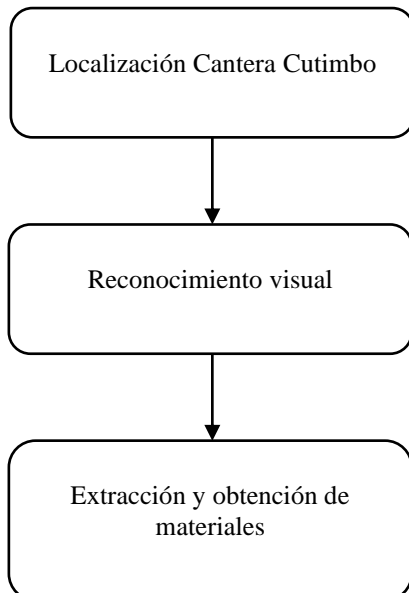 Localización Cantera Cutimbo
Reconocimiento visual
Extracción y obtención de
materiales